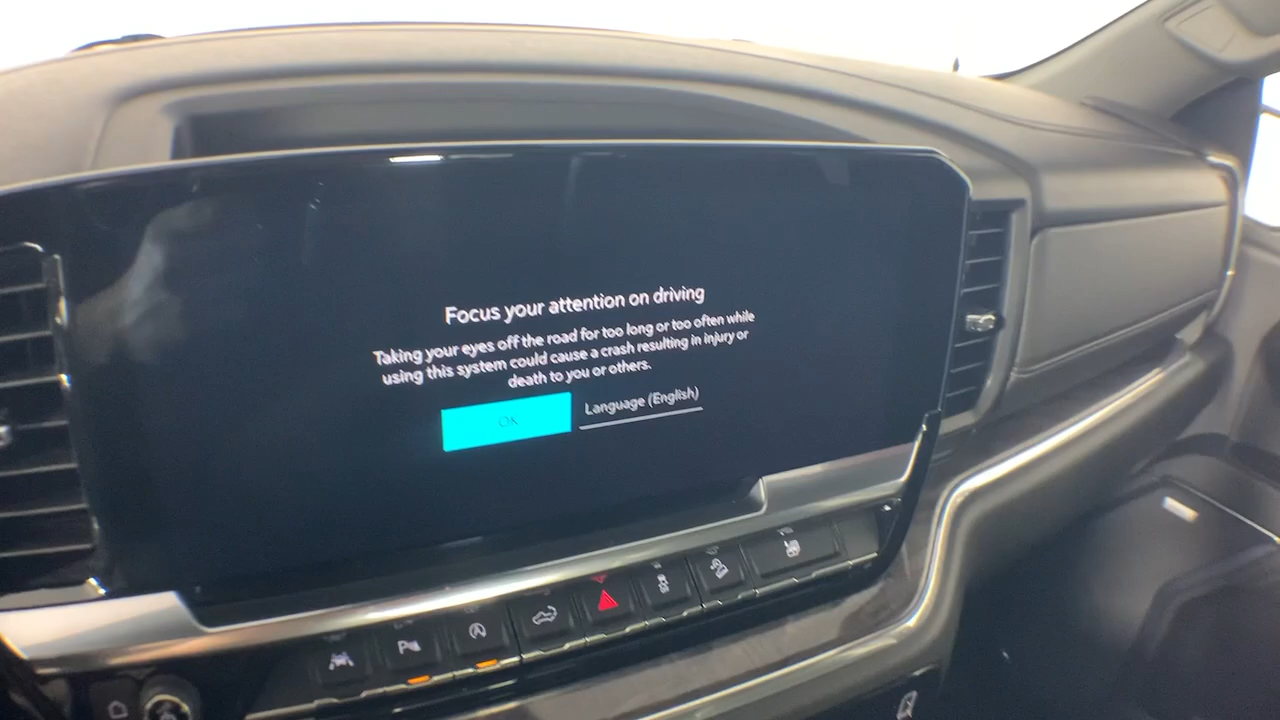 Focus your attention on driving
Taking your eyes off the road for too long or too often while
using this system could cause a crash resulting in injury or
death to you or others.
OK
Language (English)
P